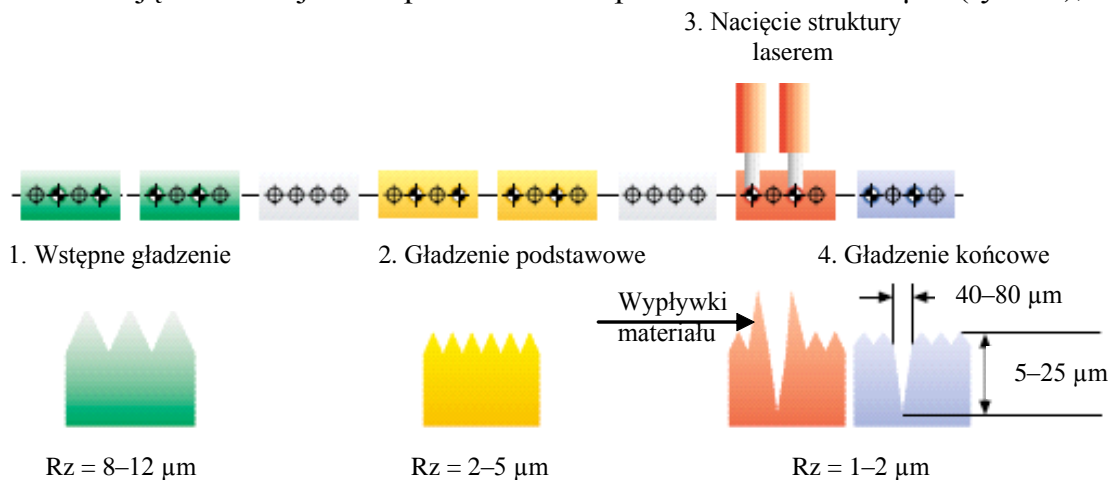 3. Nacięcie struktury
laserem
1. Wstępne gładzenie
2. Gładzenie podstawowe
4. Gładzenie końcowe
Wypływki
materiału
40–80 µm
5–25 µm
Rz = 8–12 µm
Rz = 2–5 µm
Rz = 1–2 µm